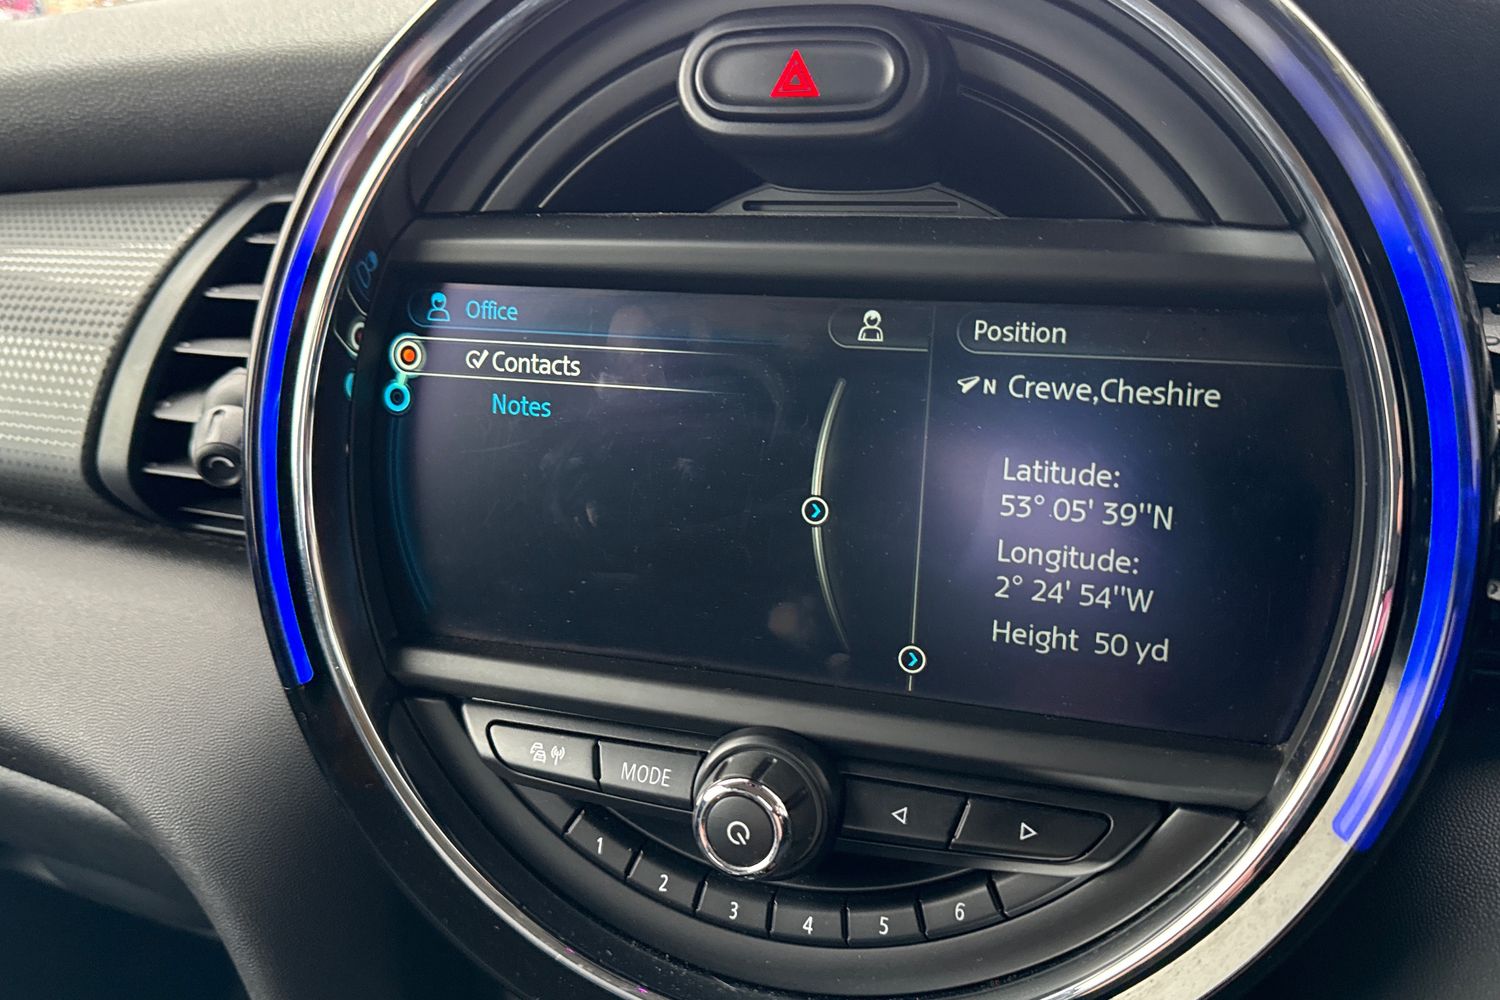 Office
Contacts
Notes
Position
N Crewe,Cheshire
Latitude:
53° 05' 39"N
Longitude:
2° 24' 54"W
Height 50 yd
MODE
1
2
3
4
5
6